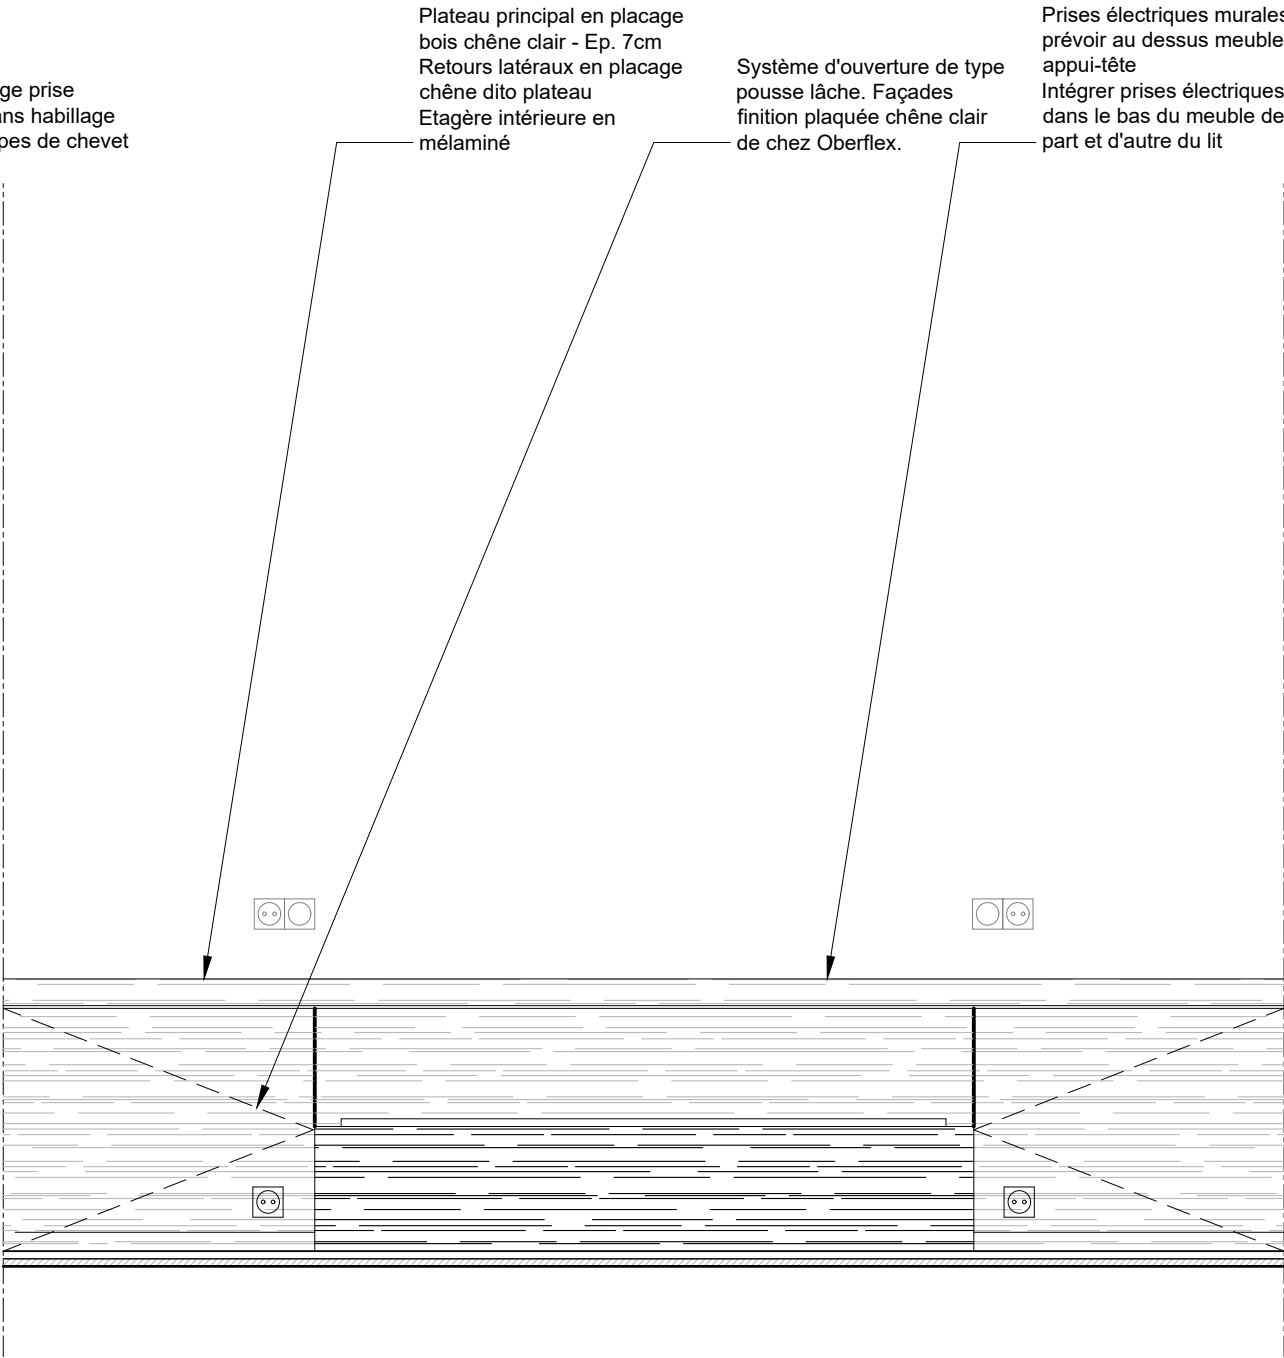 ge prise
ans habillage
pes de chevet
Plateau principal en placage
bois chêne clair - Ep. 7cm
Retours latéraux en placage
chêne dito plateau
Etagère intérieure en
mélaminé
Système d'ouverture de type
pousse lâche. Façades
finition plaquée chêne clair
de chez Oberflex.
Prises électriques murales
prévoir au dessus meuble
appui-tête
Intégrer prises électriques
dans le bas du meuble de
part et d'autre du lit